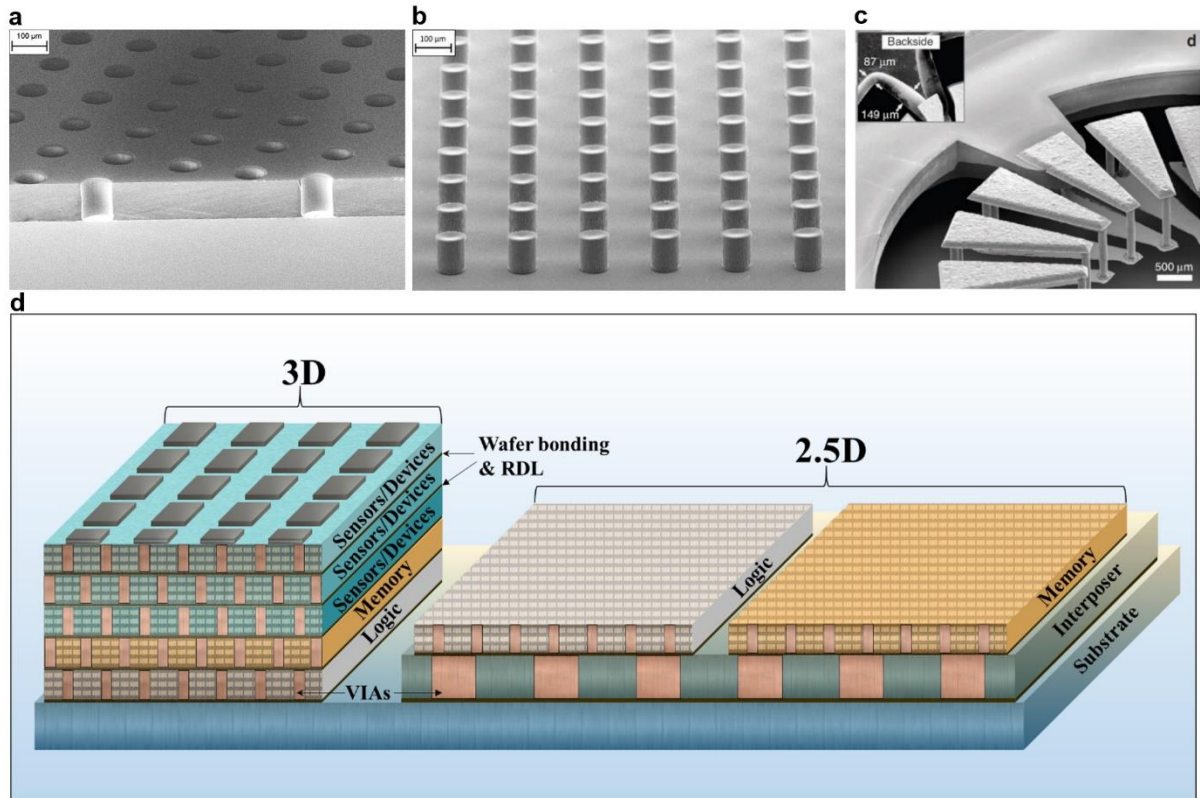 a
100 µm
b
100 µm
c
Backside
87 µm
149 µm
d
500 µm
d
3D
Wafer bonding
& RDL
2.5D
Sensors/Devices
Sensors/Devices
Sensors/Devices
Memory
Logic
VIAs
Logic
Memory
Interposer
Substrate